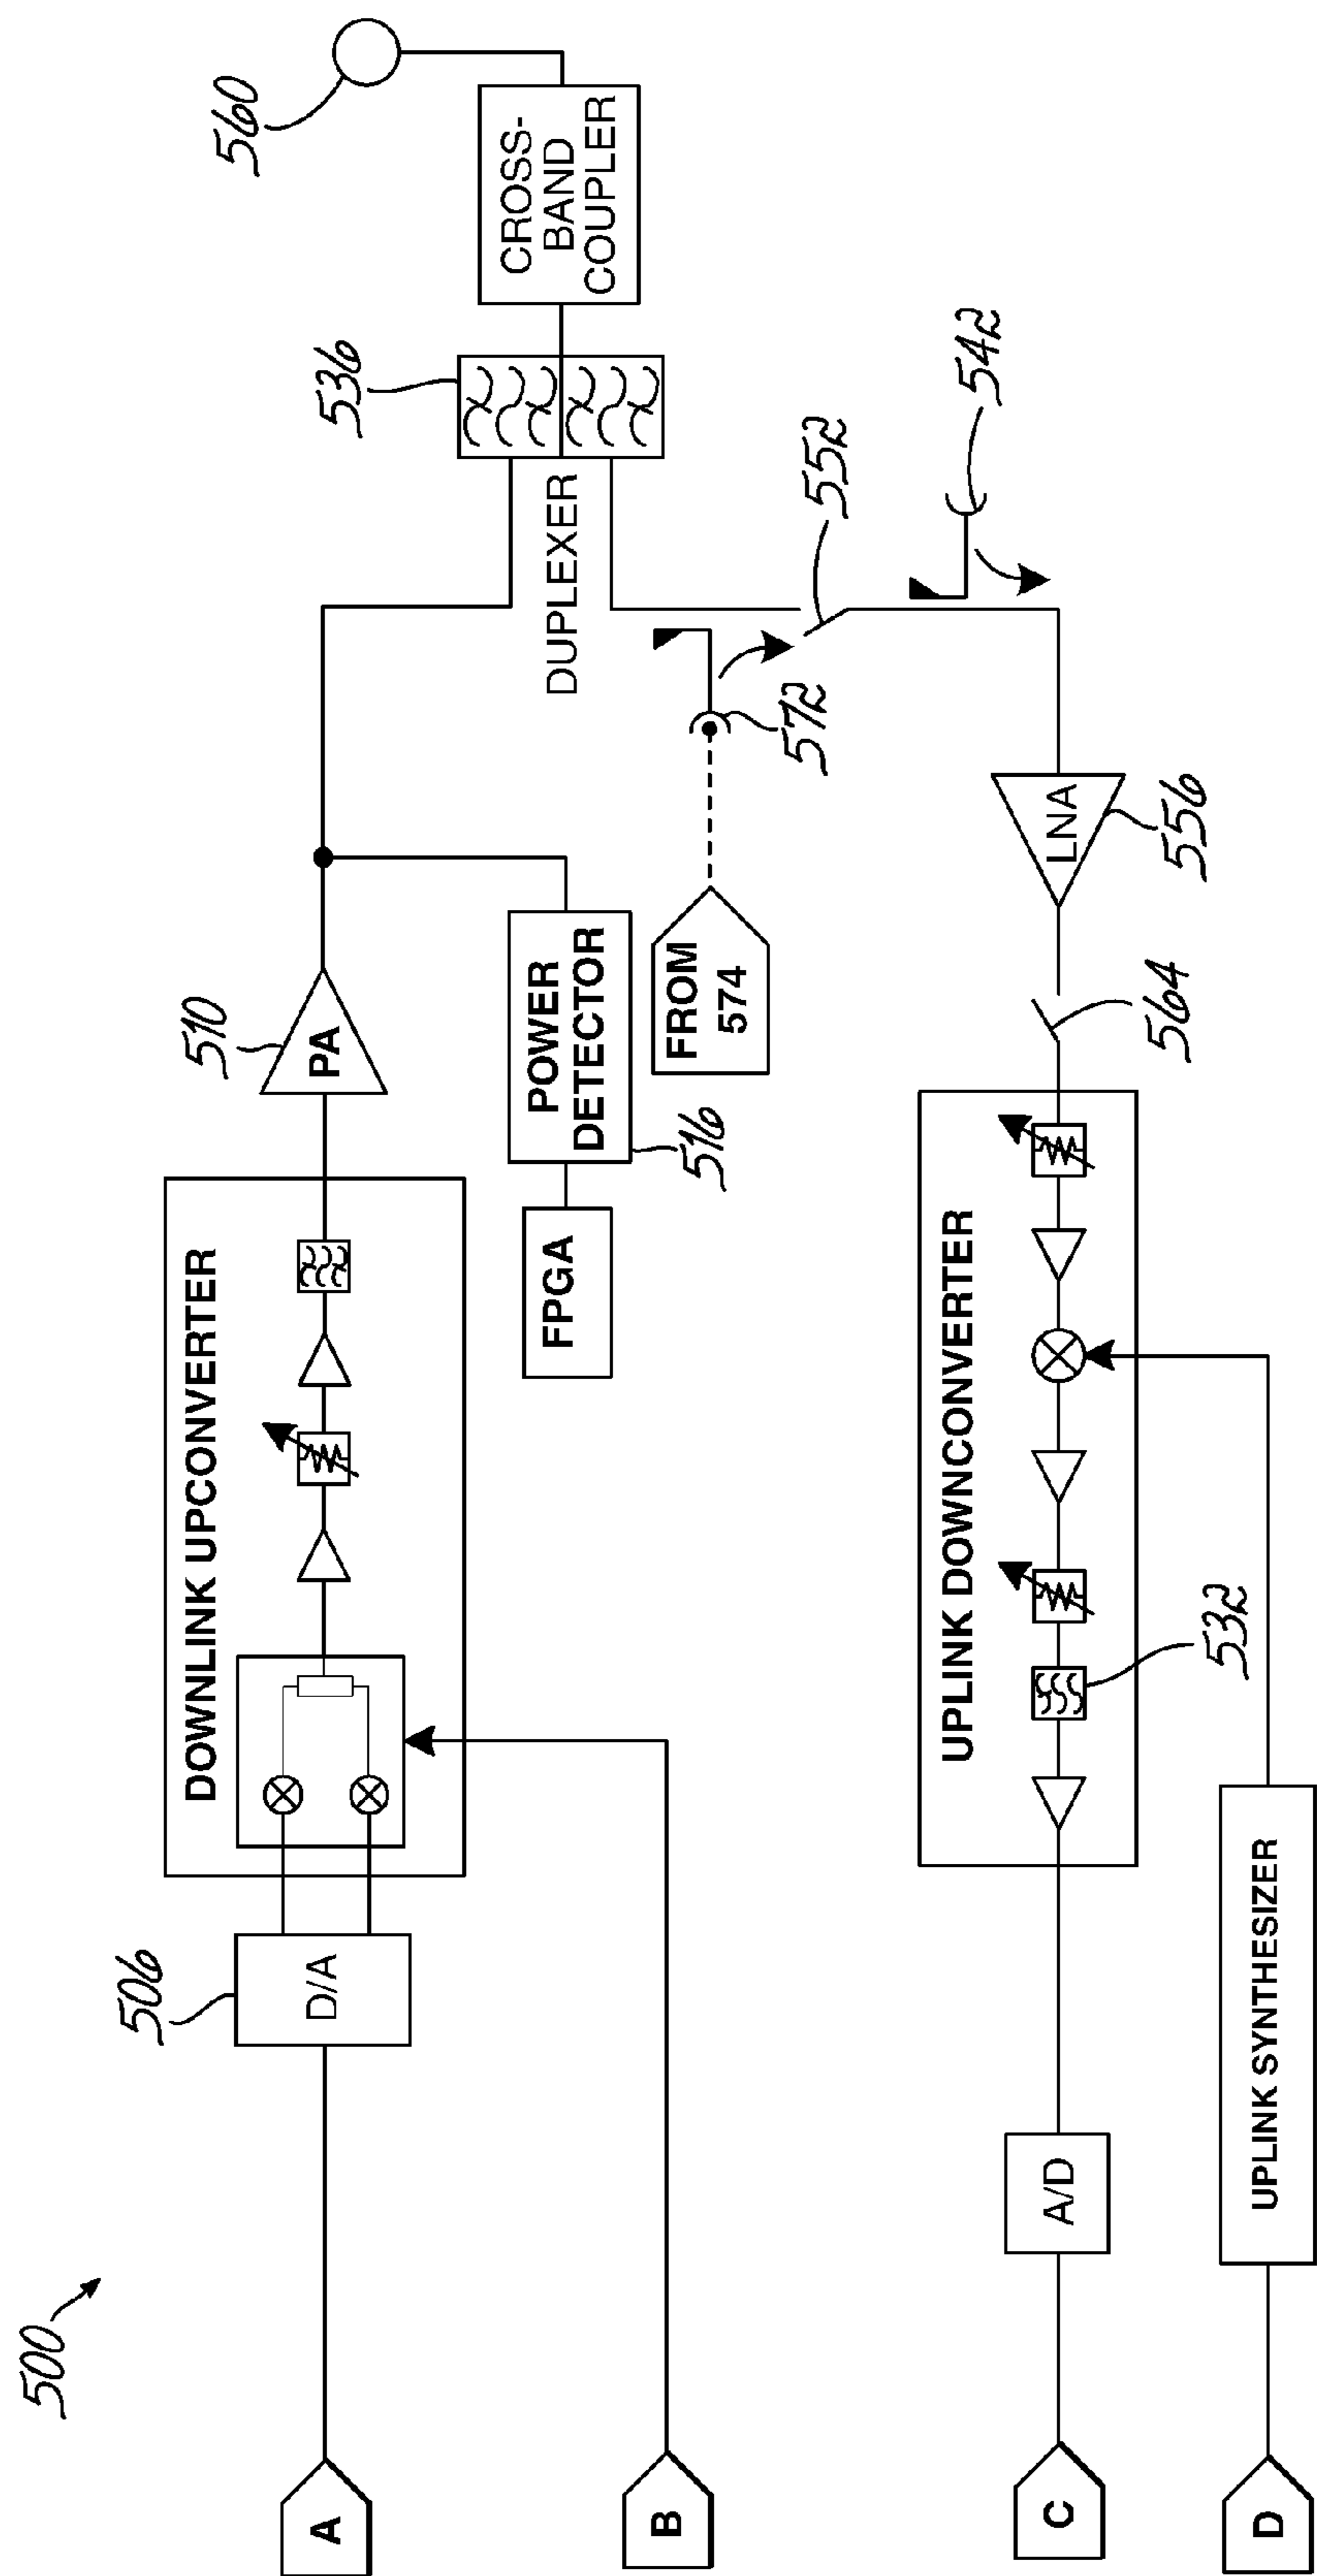 500
A
506
D/A
DOWNLINK UPCONVERTER
510
PA
536
560
CROSS-
BAND
COUPLER
DUPLEXER
POWER
DETECTOR
516
FPGA
FROM
574
572
552
542
B
LNA
556
564
UPLINK DOWNCONVERTER
532
A/D
C
UPLINK SYNTHESIZER
D